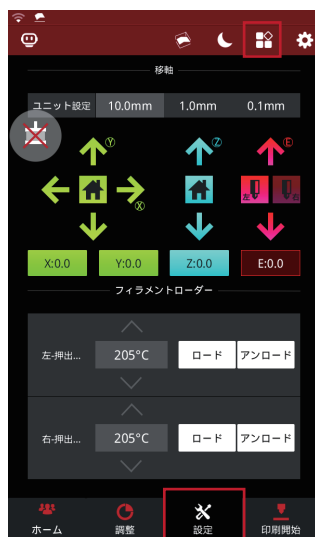 移軸
ユニット設定 10.0mm 1.0mm 0.1mm
Y Z E
X
左 右
X:0.0 Y:0.0 Z:0.0 E:0.0
フィラメントローダー
左-押出... 205°C ロード アンロード
右-押出... 205°C ロード アンロード
ホーム 調整 設定 印刷開始